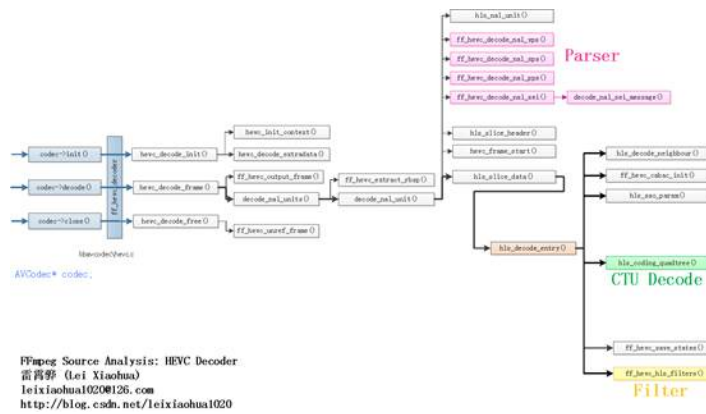 hls_nal_unit()
ff_hevc_decode_nal_vps()
ff_hevc_decode_nal_sps()
ff_hevc_decode_nal_pps()
ff_hevc_decode_nal_sei()
decode_nal_sei_message()
Parser
hls_slice_header()
hevc_frame_start()
hls_slice_data()
codec->init()
codec->decode()
codec->close()
ff_hevc_decoder
libavcodec\hevc.c
AVCodec* codec;
hevc_decode_init()
hevc_init_context()
hevc_decode_extradata()
hevc_decode_frame()
ff_hevc_output_frame()
decode_nal_units()
ff_hevc_extract_rbsp()
decode_nal_unit()
hevc_decode_free()
ff_hevc_unref_frame()
hls_decode_entry()
hls_decode_neighbour()
ff_hevc_cabac_init()
hls_sao_param()
hls_coding_quadtree()
CTU Decode
ff_hevc_save_states()
ff_hevc_hls_filters()
Filter
FFmpeg Source Analysis: HEVC Decoder
雷霄骅 (Lei Xiaohua)
leixiaohua1020@126.com
http://blog.csdn.net/leixiaohua1020